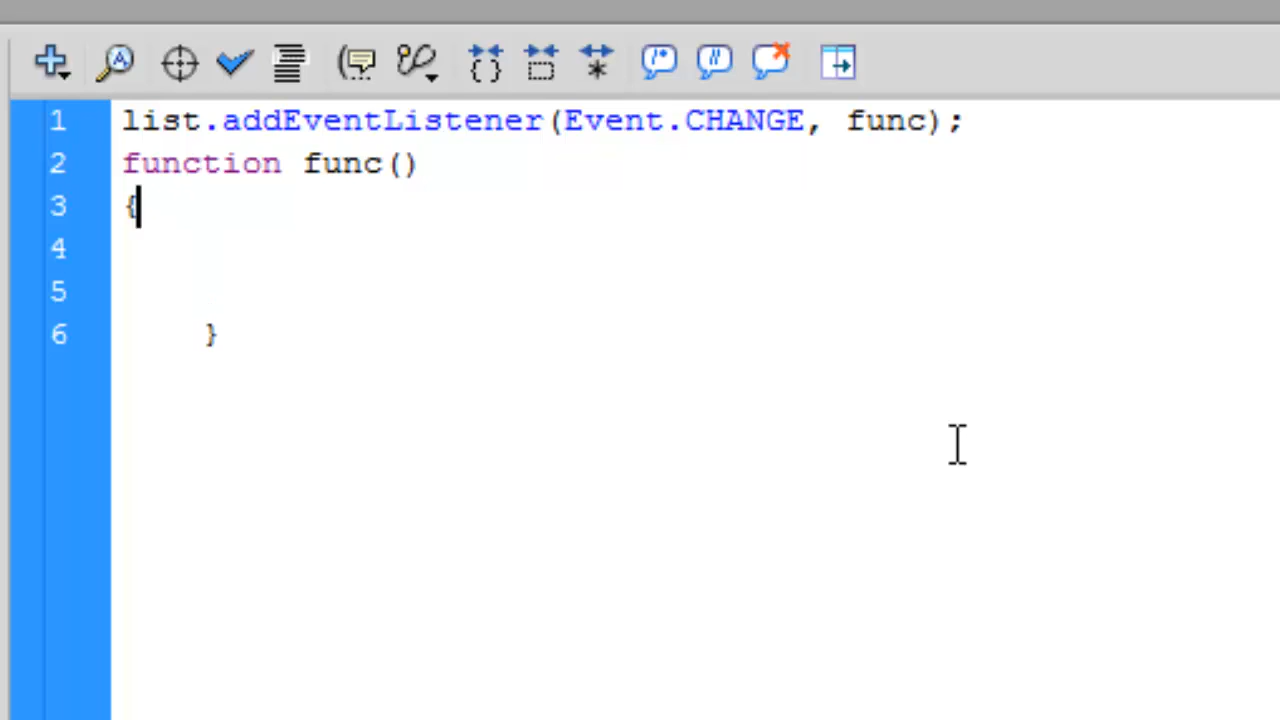 1 list.addEventListener(Event.CHANGE, func);
2 function func()
3 {
4
5
6 }